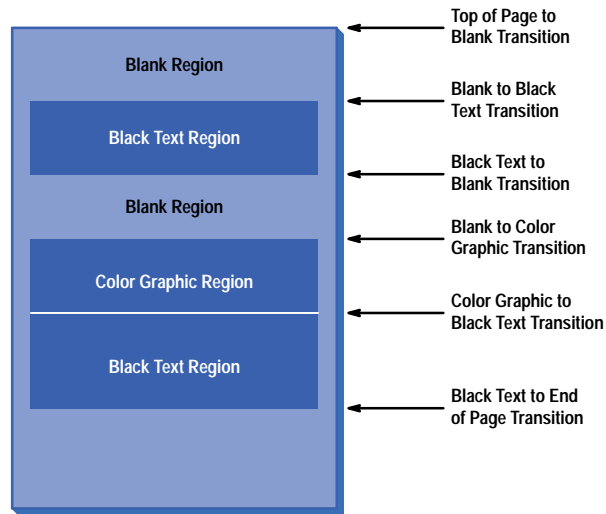 Top of Page to
Blank Transition
Blank Region
Blank to Black
Text Transition
Black Text Region
Black Text to
Blank Transition
Blank Region
Blank to Color
Graphic Transition
Color Graphic Region
Color Graphic to
Black Text Transition
Black Text Region
Black Text to End
of Page Transition